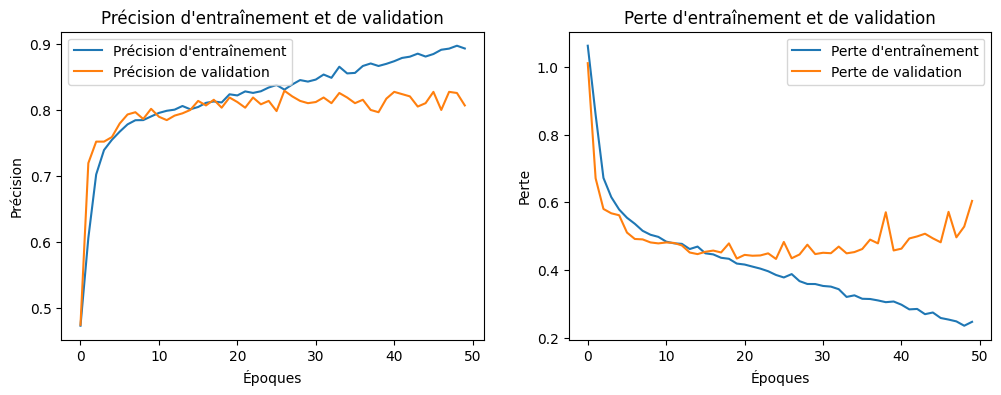 Précision d'entraînement et de validation
Précision d'entraînement
Précision de validation
Précision
0.9
0.8
0.7
0.6
0.5
0
10
20
30
40
50
Époques
Perte d'entraînement et de validation
Perte d'entraînement
Perte de validation
Perte
1.0
0.8
0.6
0.4
0.2
0
10
20
30
40
50
Époques